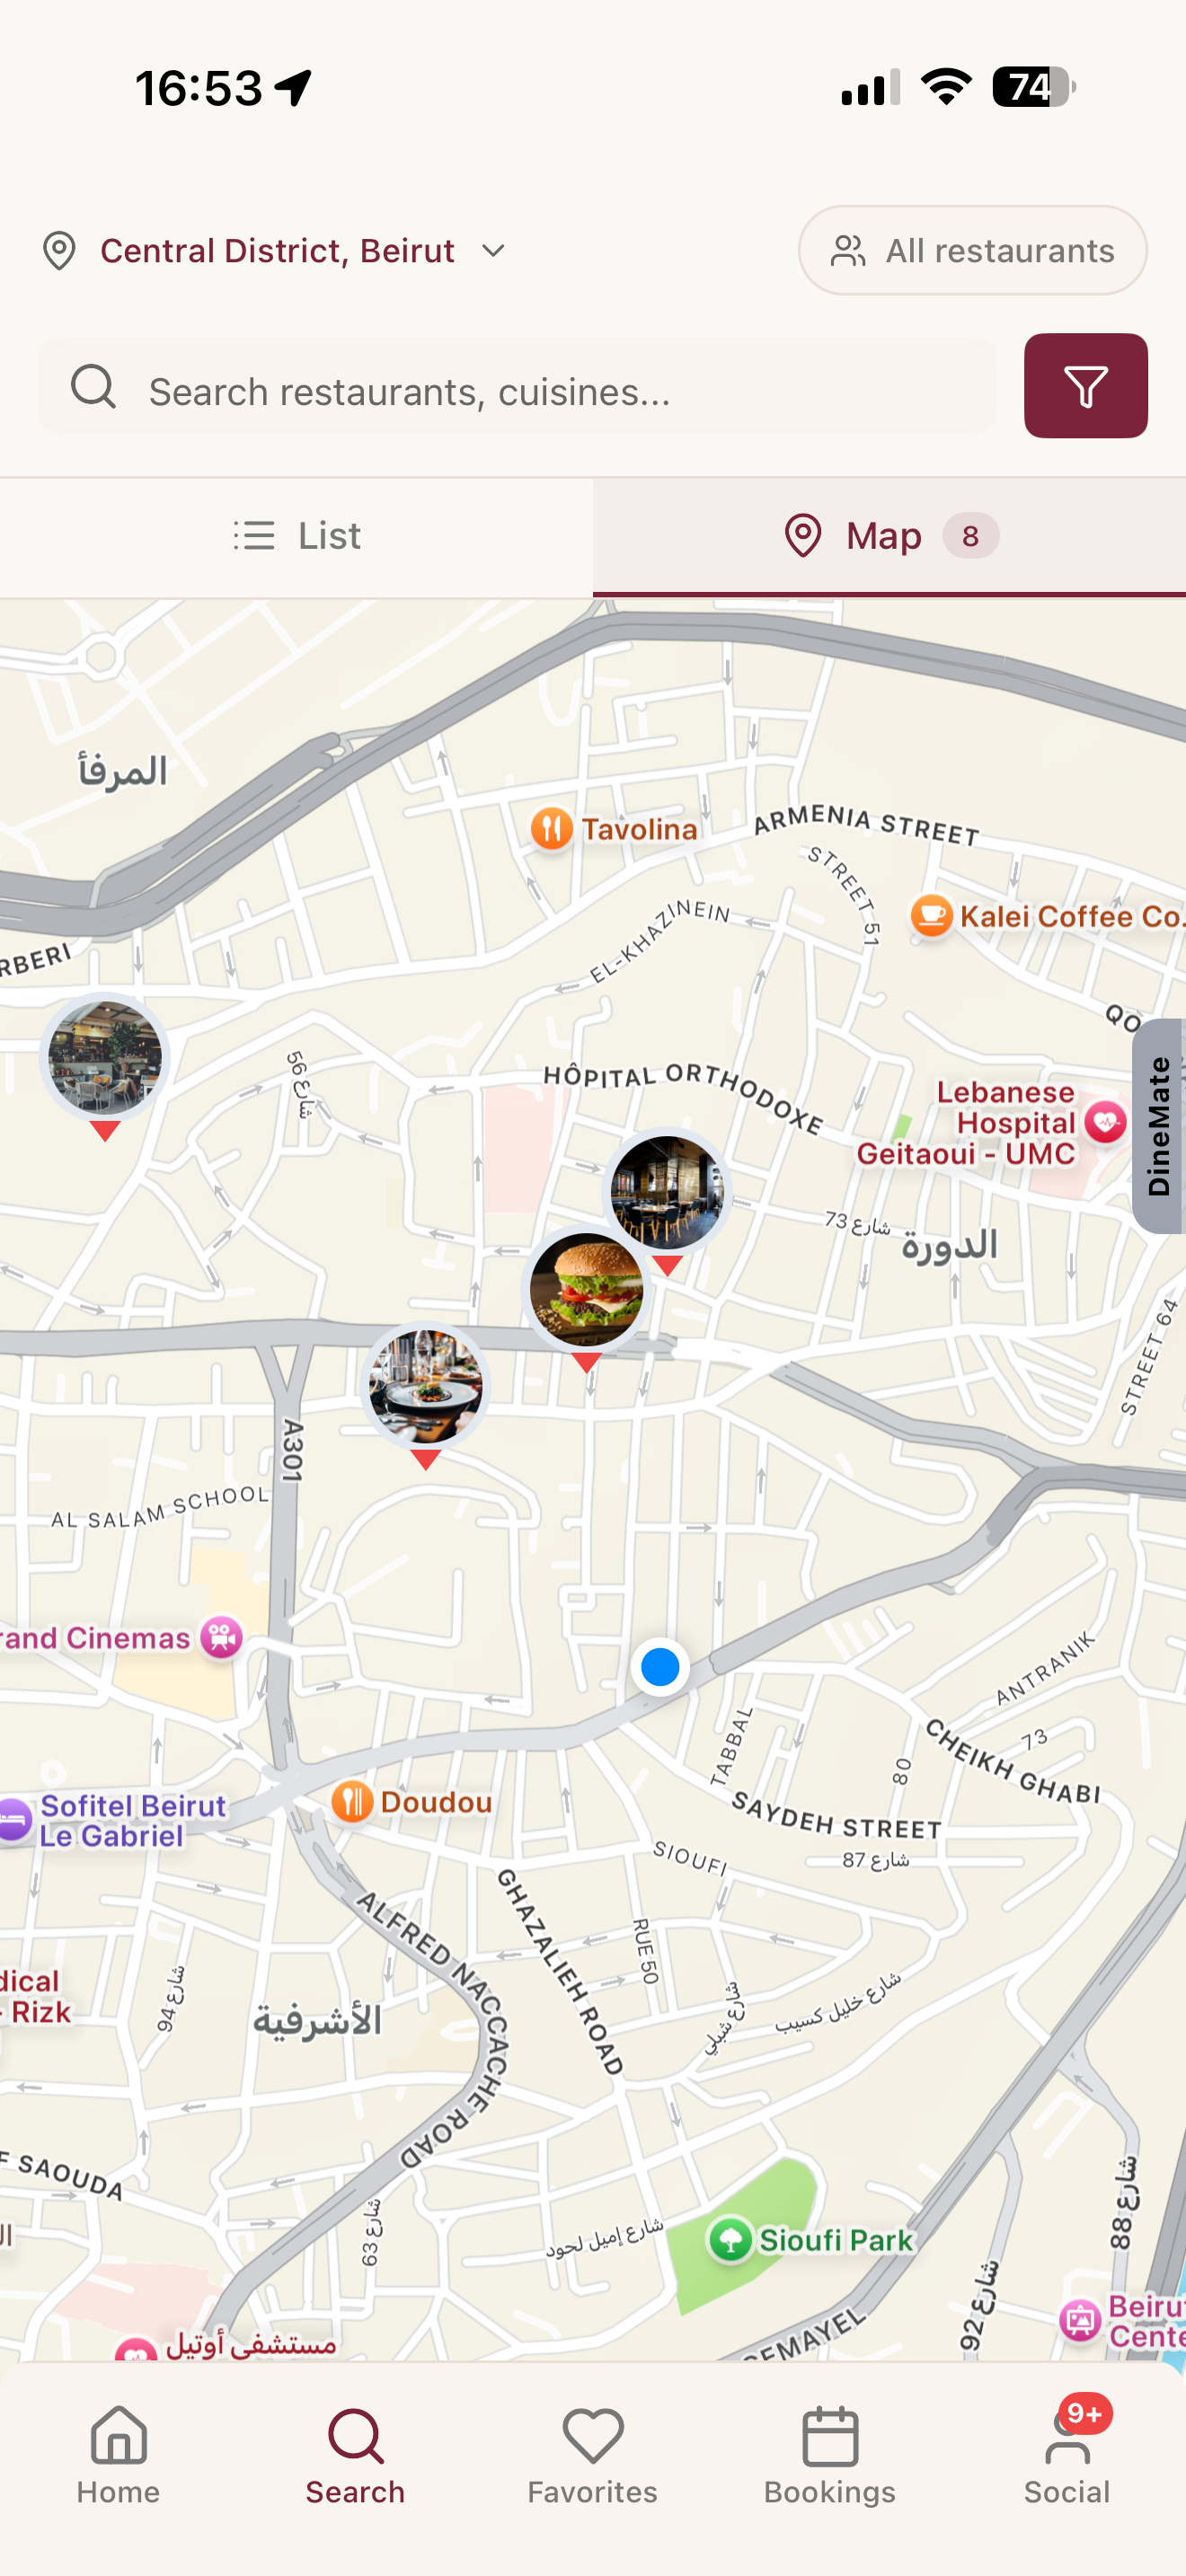 16:53
74
Central District, Beirut
All restaurants
Search restaurants, cuisines...
List
Map 8
المرفأ
Tavolina
ARMENIA STREET
STREET 51
Kalei Coffee Co.
EL-KHAZINEIN
RBERI
QO
DineMate
شارع 56
HÔPITAL ORTHODOXE
Lebanese
Hospital
Geitaoui - UMC
شارع 73
الدورة
STREET 64
A301
AL SALAM SCHOOL
rand Cinemas
ANTRANIK
TABBAL
73
80
CHEIKH GHABI
Sofitel Beirut
Le Gabriel
Doudou
SAYDEH STREET
شارع 87
SIOUFI
ALFRED NACCACHE ROAD
GHAZALIEH ROAD
RUE 50
dical
- Rizk
شارع 94
الأشرفية
شارع شبلي
شارع خليل كسيب
F SAOUDA
شارع 63
شارع إميل لحود
Sioufi Park
شارع 88
شارع 92
GEMAYEL
Beirut
Cente
مستشفى أوتيل
Home
Search
Favorites
Bookings
9+
Social